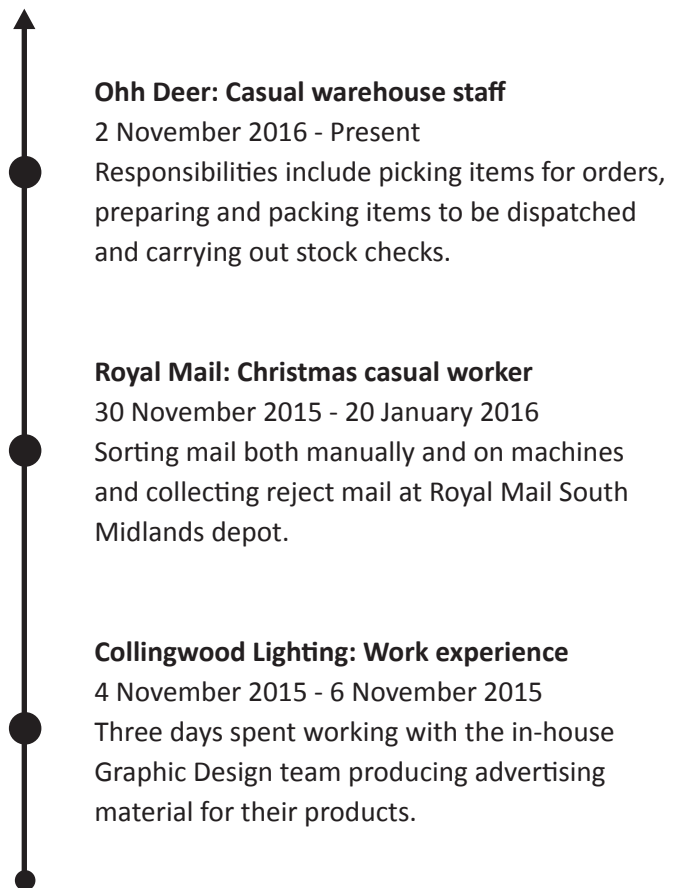 Ohh Deer: Casual warehouse staff
2 November 2016 - Present
Responsibilities include picking items for orders,
preparing and packing items to be dispatched
and carrying out stock checks.
Royal Mail: Christmas casual worker
30 November 2015 - 20 January 2016
Sorting mail both manually and on machines
and collecting reject mail at Royal Mail South
Midlands depot.
Collingwood Lighting: Work experience
4 November 2015 - 6 November 2015
Three days spent working with the in-house
Graphic Design team producing advertising
material for their products.